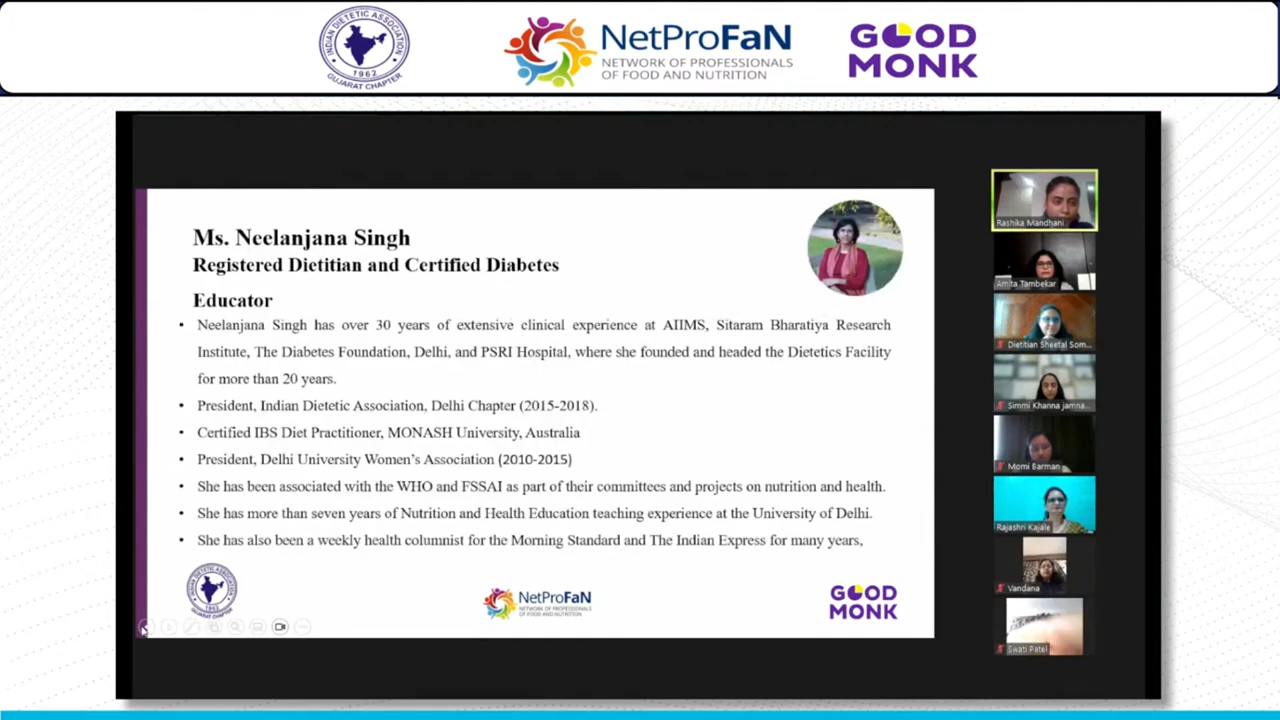 INDIAN DIETETIC ASSOCIATION
1962
GUJARAT CHAPTER
NetProFaN
NETWORK OF PROFESSIONALS
OF FOOD AND NUTRITION
GOOD
MONK
Ms. Neelanjana Singh
Registered Dietitian and Certified Diabetes
Educator
• Neelanjana Singh has over 30 years of extensive clinical experience at AIIMS, Sitaram Bharatiya Research
Institute, The Diabetes Foundation, Delhi, and PSRI Hospital, where she founded and headed the Dietetics Facility
for more than 20 years.
• President, Indian Dietetic Association, Delhi Chapter (2015-2018).
• Certified IBS Diet Practitioner, MONASH University, Australia
• President, Delhi University Women's Association (2010-2015)
• She has been associated with the WHO and FSSAI as part of their committees and projects on nutrition and health.
• She has more than seven years of Nutrition and Health Education teaching experience at the University of Delhi.
• She has also been a weekly health columnist for the Morning Standard and The Indian Express for many years,
INDIAN DIETETIC ASSOCIATION
1962
GUJARAT CHAPTER
NetProFaN
NETWORK OF PROFESSIONALS
OF FOOD AND NUTRITION
GOOD
MONK
Rashika Mandhani
Amita Tambekar
Dietitian Sheetal Som...
Simmi Khanna jamna...
Momi Barman
Rajashri Kajale
Vandana
Swati Patel